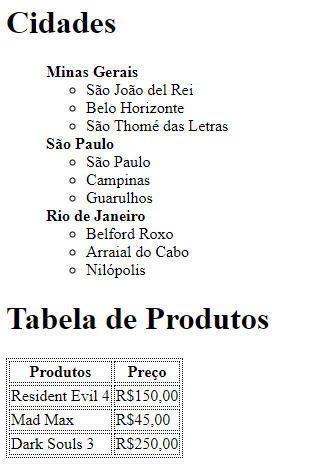 Cidades
Minas Gerais
São João del Rei
Belo Horizonte
São Thomé das Letras
São Paulo
São Paulo
Campinas
Guarulhos
Rio de Janeiro
Belford Roxo
Arraial do Cabo
Nilópolis
Tabela de Produtos
Produtos Preço
Resident Evil 4 R$150,00
Mad Max R$45,00
Dark Souls 3 R$250,00